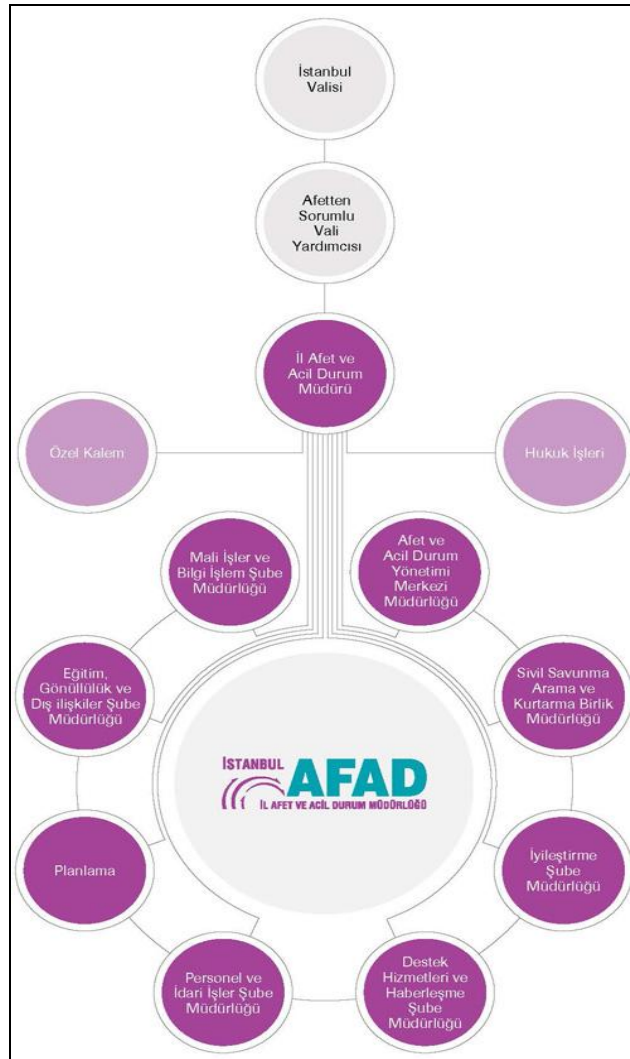 İstanbul
Valisi
Afetten
Sorumlu
Vali
Yardımcısı
İl Afet ve
Acil Durum
Müdürü
Özel Kalem
Hukuk İşleri
Mali İşler ve
Bilgi İşlem Şube
Müdürlüğü
Afet ve
Acil Durum
Yönetimi
Merkezi
Müdürlüğü
Eğitim,
Gönüllülük ve
Dış ilişkiler Şube
Müdürlüğü
Sivil Savunma
Arama ve
Kurtarma Birlik
Müdürlüğü
İSTANBUL
AFAD
İL AFET VE ACİL DURUM MÜDÜRLÜĞÜ
Planlama
İyileştirme
Şube
Müdürlüğü
Personel ve
İdari İşler Şube
Müdürlüğü
Destek
Hizmetleri ve
Haberleşme
Şube
Müdürlüğü